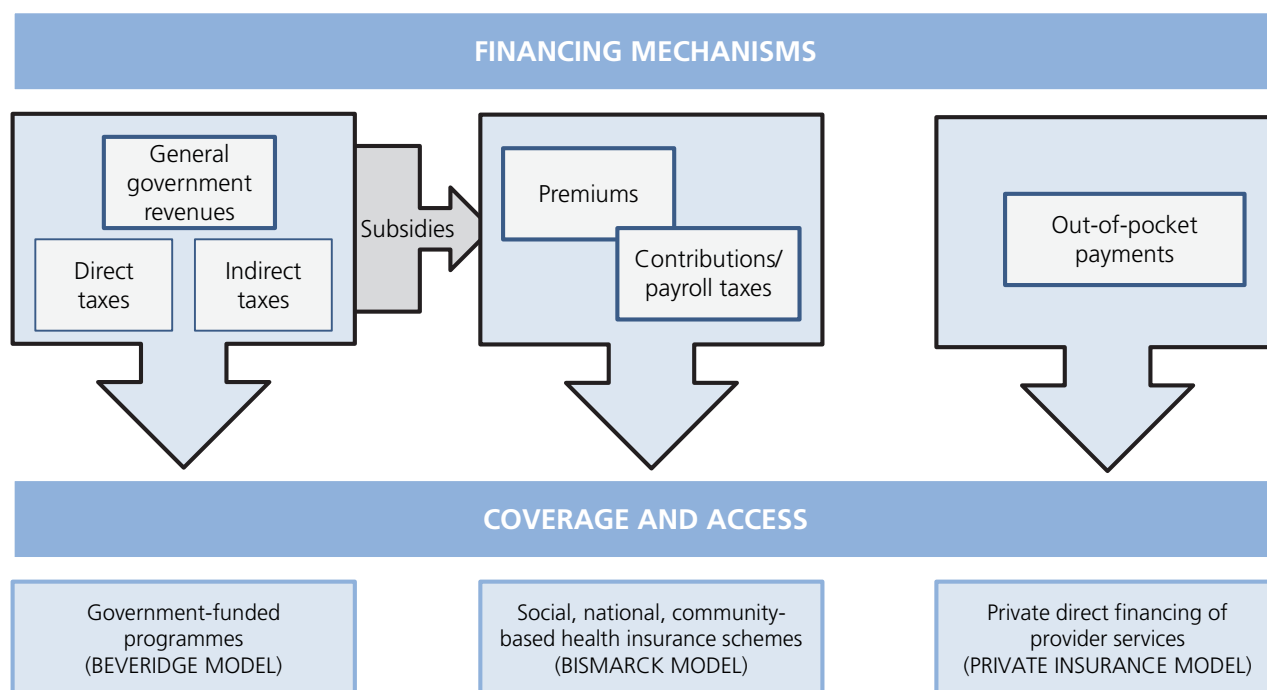 FINANCING MECHANISMS
General
government
revenues
Direct
taxes
Indirect
taxes
Subsidies
Premiums
Contributions/
payroll taxes
Out-of-pocket
payments
COVERAGE AND ACCESS
Government-funded
programmes
(BEVERIDGE MODEL)
Social, national, community-
based health insurance schemes
(BISMARCK MODEL)
Private direct financing of
provider services
(PRIVATE INSURANCE MODEL)